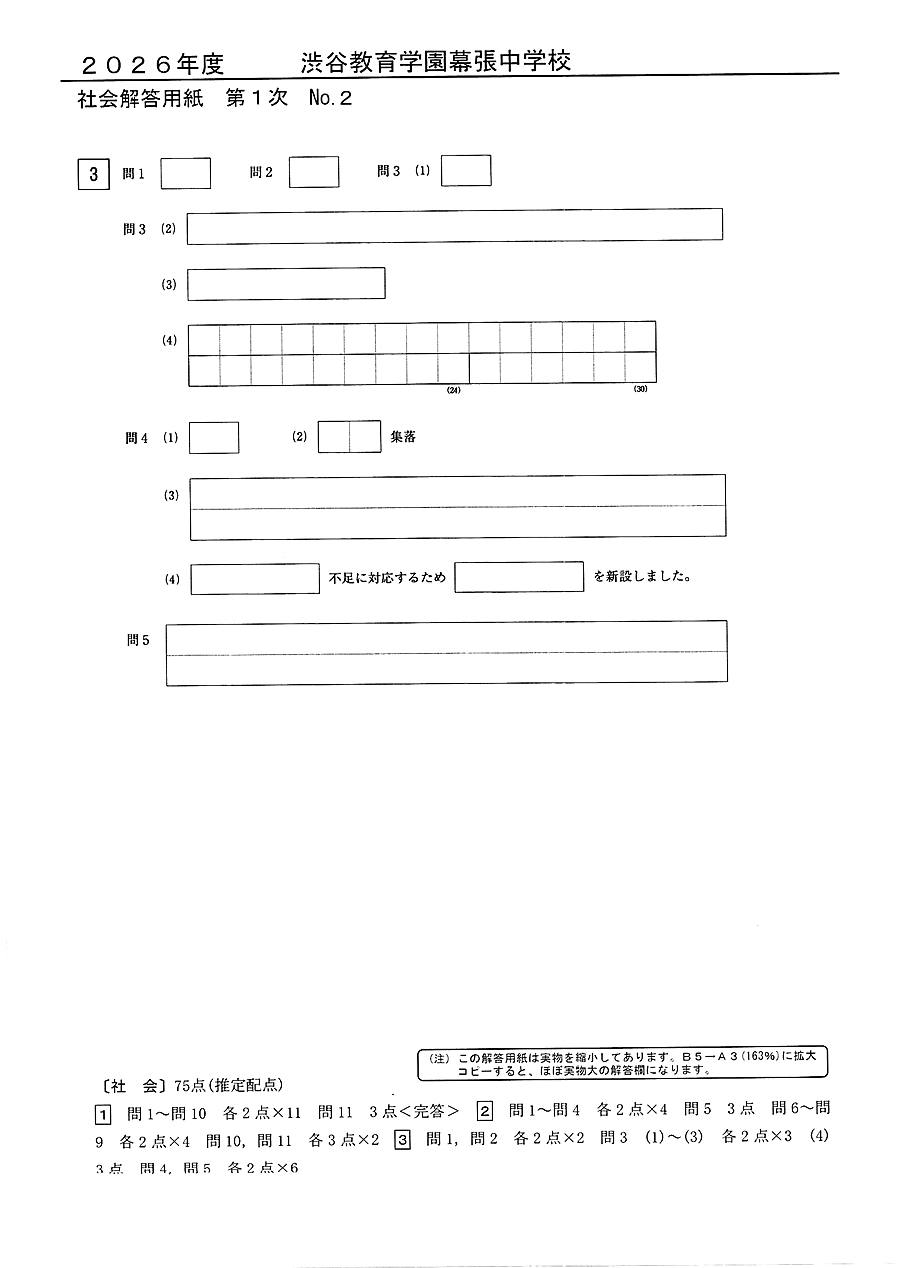 2026年度 渋谷教育学園幕張中学校
社会解答用紙 第1次 No.2
3 問1 問2 問3 (1)
問3 (2)
(3)
(4)
(24) (30)
問4 (1) (2) 集落
(3)
(4) 不足に対応するため を新設しました。
問5
(注) この解答用紙は実物を縮小してあります。B5→A3(163%)に拡大
コピーすると、ほぼ実物大の解答欄になります。
〔社 会〕75点(推定配点)
1 問1～問10 各2点×11 問11 3点<完答> 2 問1～問4 各2点×4 問5 3点 問6～問
9 各2点×4 問10, 問11 各3点×2 3 問1, 問2 各2点×2 問3 (1)～(3) 各2点×3 (4)
3点 問4, 問5 各2点×6